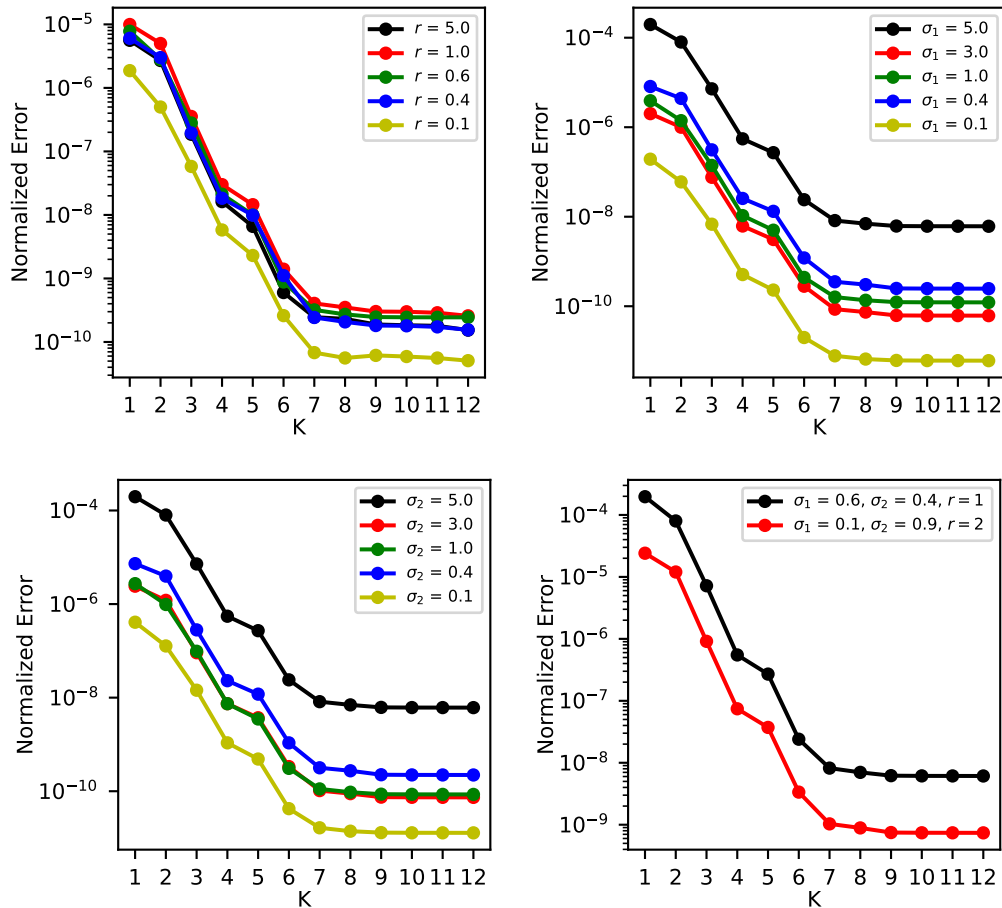 r = 5.0
r = 1.0
r = 0.6
r = 0.4
r = 0.1
10⁻⁵
10⁻⁶
10⁻⁷
10⁻⁸
10⁻⁹
10⁻¹⁰
Normalized Error
1 2 3 4 5 6 7 8 9 10 11 12
K
σ₁ = 5.0
σ₁ = 3.0
σ₁ = 1.0
σ₁ = 0.4
σ₁ = 0.1
10⁻⁴
10⁻⁶
10⁻⁸
10⁻¹⁰
Normalized Error
1 2 3 4 5 6 7 8 9 10 11 12
K
σ₂ = 5.0
σ₂ = 3.0
σ₂ = 1.0
σ₂ = 0.4
σ₂ = 0.1
10⁻⁴
10⁻⁶
10⁻⁸
10⁻¹⁰
Normalized Error
1 2 3 4 5 6 7 8 9 10 11 12
K
σ₁ = 0.6, σ₂ = 0.4, r = 1
σ₁ = 0.1, σ₂ = 0.9, r = 2
10⁻⁴
10⁻⁵
10⁻⁶
10⁻⁷
10⁻⁸
10⁻⁹
Normalized Error
1 2 3 4 5 6 7 8 9 10 11 12
K